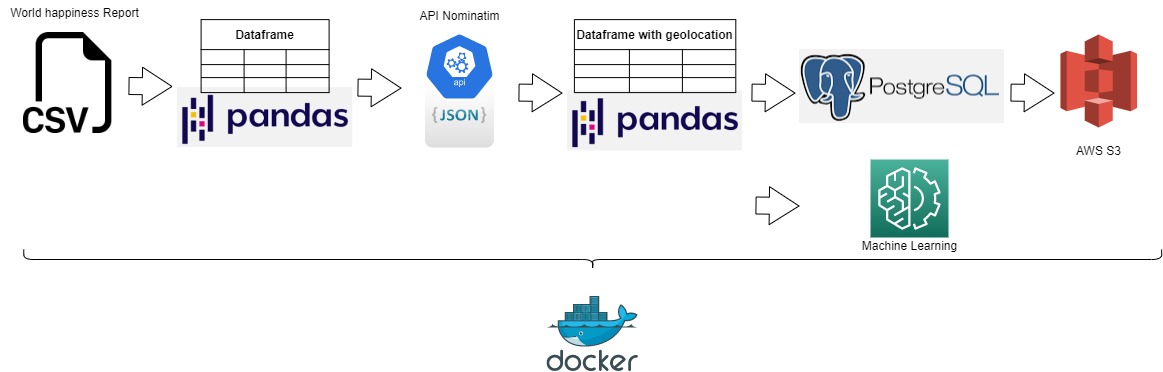 World happiness Report
API Nominatim
Dataframe
Dataframe with geolocation
CSV
pandas
api
{JSON}
pandas
PostgreSQL
AWS S3
Machine Learning
docker